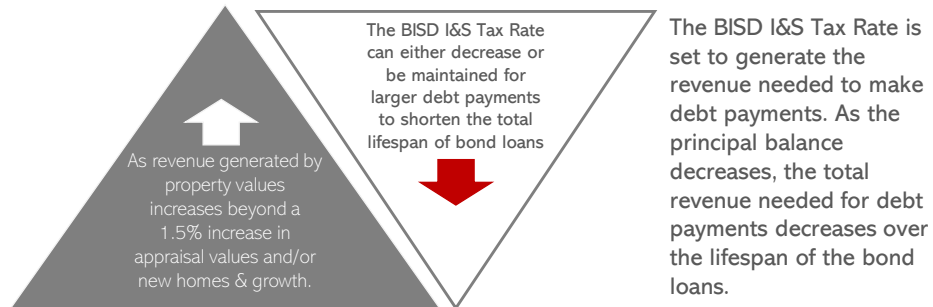 As revenue generated by
property values
increases beyond a
1.5% increase in
appraisal values and/or
new homes & growth.
The BISD I&S Tax Rate
can either decrease or
be maintained for
larger debt payments
to shorten the total
lifespan of bond loans
The BISD I&S Tax Rate is
set to generate the
revenue needed to make
debt payments. As the
principal balance
decreases, the total
revenue needed for debt
payments decreases over
the lifespan of the bond
loans.